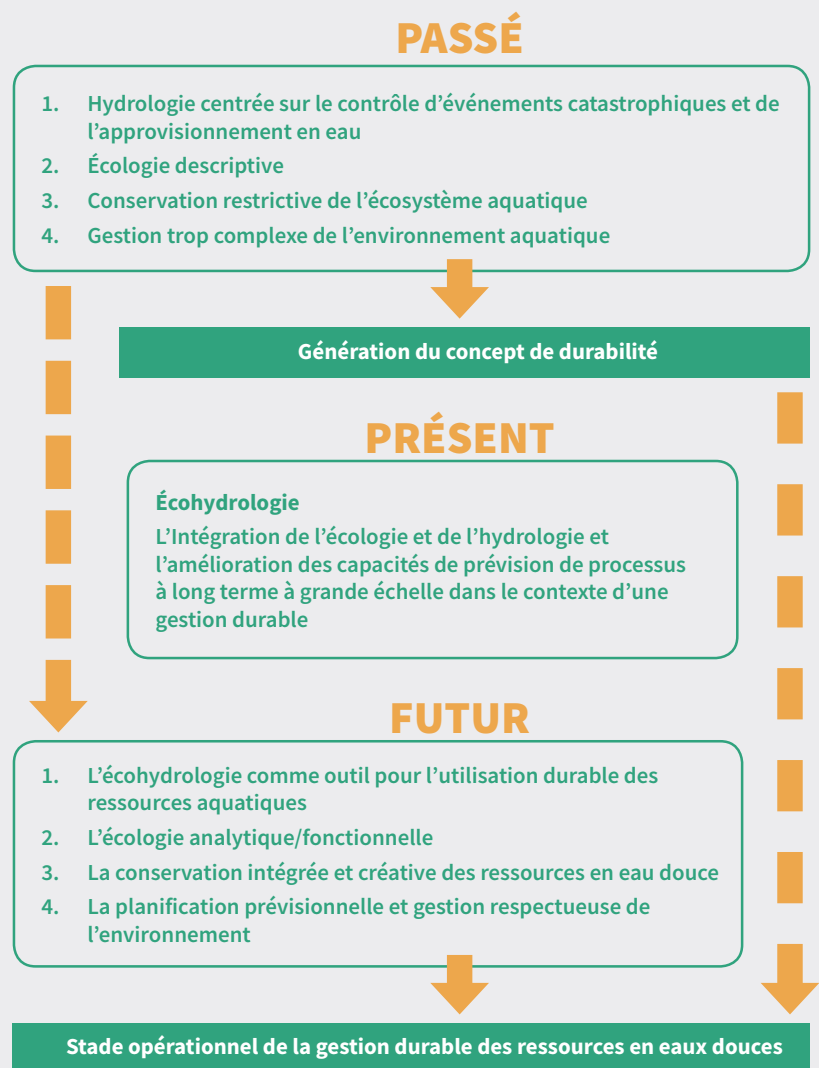 PASSÉ
1. Hydrologie centrée sur le contrôle d’événements catastrophiques et de
l’approvisionnement en eau
2. Écologie descriptive
3. Conservation restrictive de l’écosystème aquatique
4. Gestion trop complexe de l’environnement aquatique
Génération du concept de durabilité
PRÉSENT
Écohydrologie
L’Intégration de l’écologie et de l’hydrologie et
l’amélioration des capacités de prévision de processus
à long terme à grande échelle dans le contexte d’une
gestion durable
FUTUR
1. L’écohydrologie comme outil pour l’utilisation durable des
ressources aquatiques
2. L’écologie analytique/fonctionnelle
3. La conservation intégrée et créative des ressources en eau douce
4. La planification prévisionnelle et gestion respectueuse de
l’environnement
Stade opérationnel de la gestion durable des ressources en eaux douces